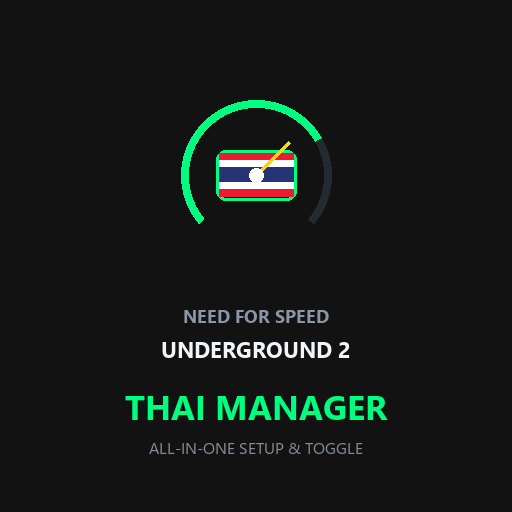 NEED FOR SPEED
UNDERGROUND 2
THAI MANAGER
ALL-IN-ONE SETUP & TOGGLE